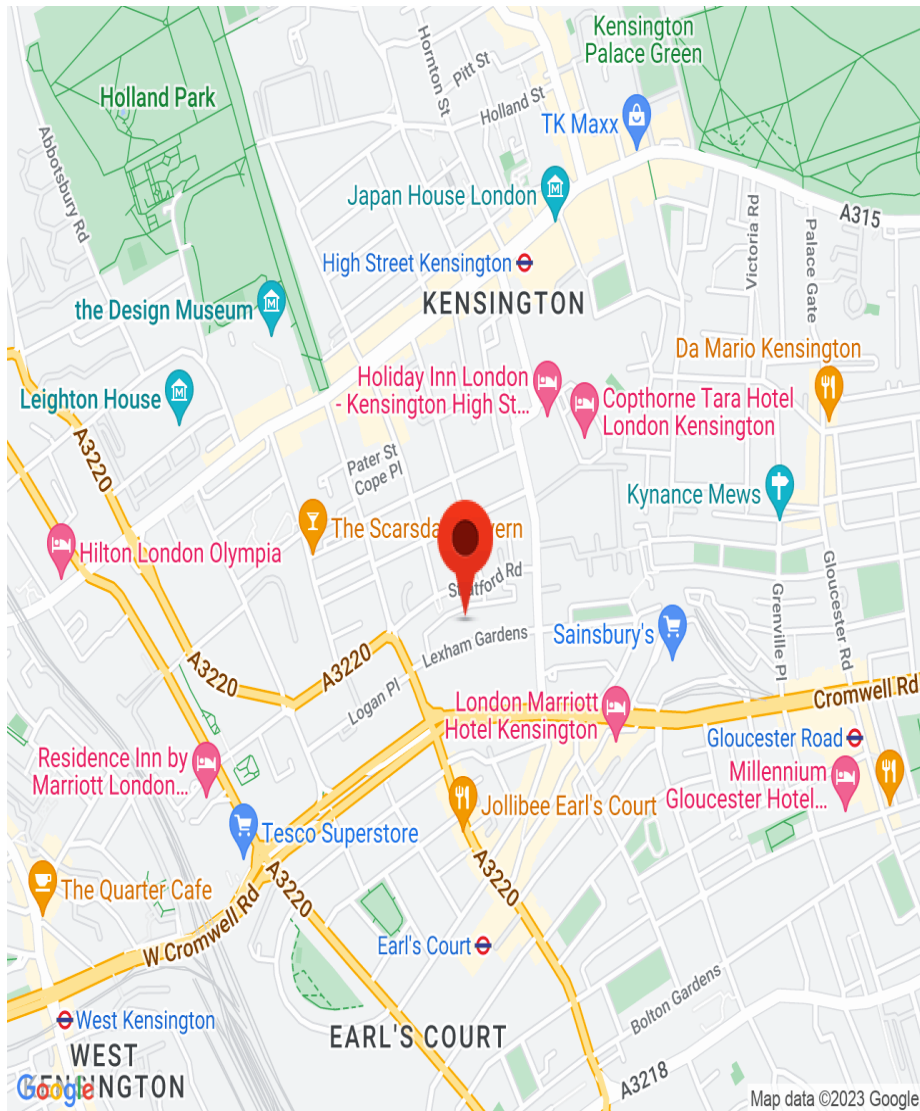 Kensington
Palace Green
Hornton St
Pitt St
Holland Park
Holland St
TK Maxx
Abbotsbury Rd
Japan House London
A315
Victoria Rd
Palace Gate
High Street Kensington
KENSINGTON
the Design Museum
Da Mario Kensington
Holiday Inn London
- Kensington High St...
Leighton House
Copthorne Tara Hotel
London Kensington
A3220
Pater St
Cope Pl
Kynance Mews
The Scarsda
ern
Hilton London Olympia
Rd
Gloucester Rd
Grenville Pl
Sainsbury's
Lexham Gardens
A3220
A3220
Logan Pl
London Marriott
Hotel Kensington
Cromwell Rd
Gloucester Road
Residence Inn by
Marriott London...
Millennium
Gloucester Hotel...
Jollibee Earl's Court
Tesco Superstore
A3220
A3220
The Quarter Cafe
W Cromwell Rd
Earl's Court
Bolton Gardens
West Kensington
EARL'S COURT
WEST
KENSINGTON
Google
A3218
Map data ©2023 Google